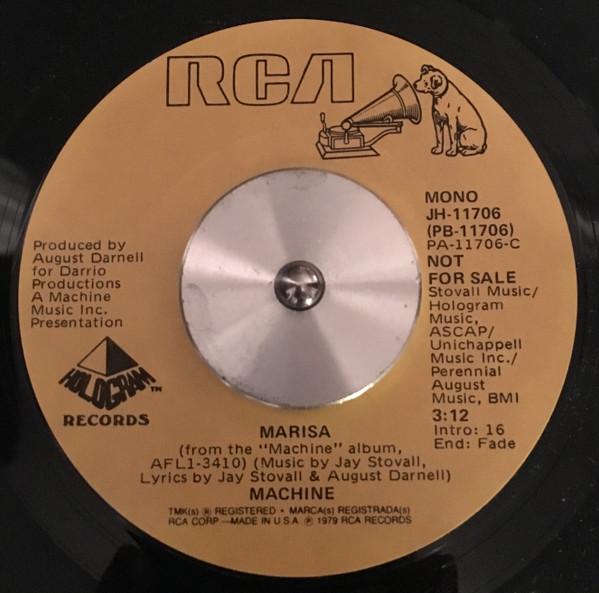 RCA
MONO
JH-11706
(PB-11706)
PA-11706-C
NOT
FOR SALE
Stovall Music/
Hologram
Music,
ASCAP/
Unichappell
Music Inc./
Perennial
August
Music, BMI
3:12
Intro: 16
End: Fade
Produced by
August Darnell
for Darrio
Productions
A Machine
Music Inc.
Presentation
HOLOGRAM TM
RECORDS
MARISA
(from the "Machine" album,
AFL1-3410) (Music by Jay Stovall,
Lyrics by Jay Stovall & August Darnell)
MACHINE
TMK(s) ® REGISTERED • MARCA(s) REGISTRADA(s)
RCA CORP —MADE IN U.S.A ℗ 1979 RCA RECORDS